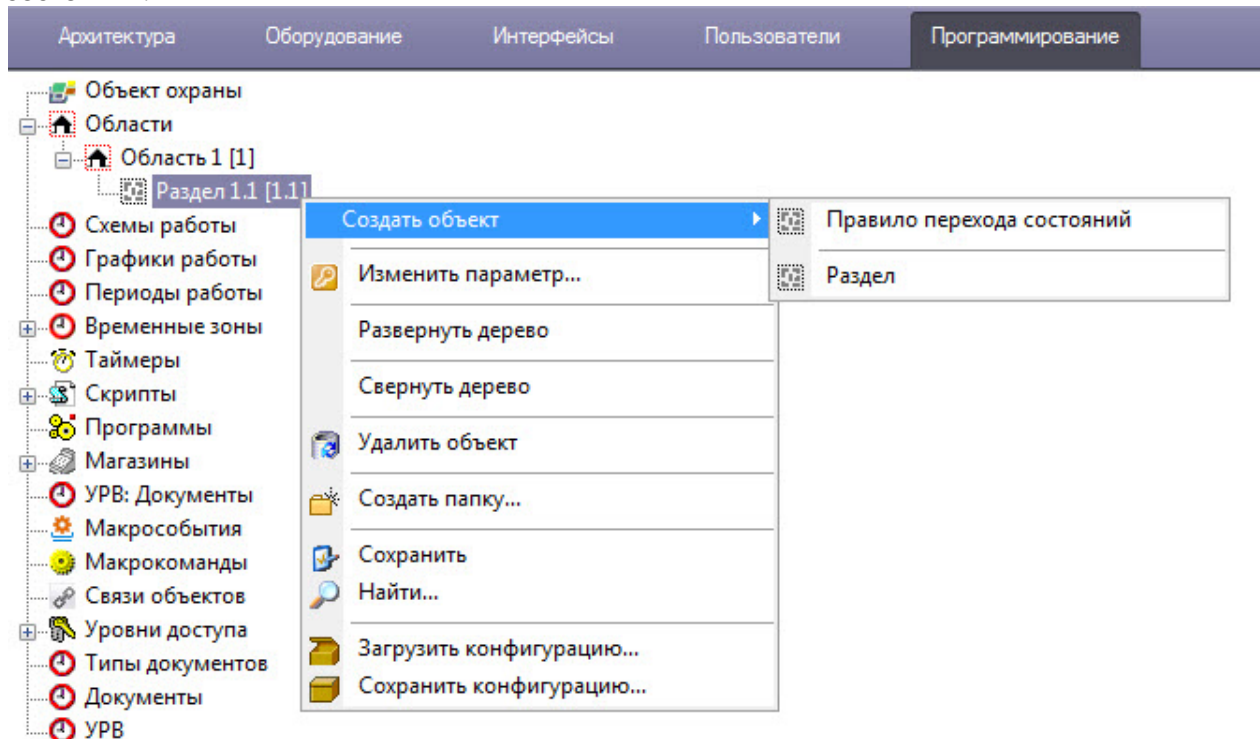 Архитектура Оборудование Интерфейсы Пользователи Программирование
Объект охраны
Области
Область 1 [1]
Раздел 1.1 [1.1]
Схемы работы
Графики работы
Периоды работы
Временные зоны
Таймеры
Скрипты
Программы
Магазины
УРВ: Документы
Макрособытия
Макрокоманды
Связи объектов
Уровни доступа
Типы документов
Документы
УРВ
Создать объект
Изменить параметр...
Развернуть дерево
Свернуть дерево
Удалить объект
Создать папку...
Сохранить
Найти...
Загрузить конфигурацию...
Сохранить конфигурацию...
Правило перехода состояний
Раздел